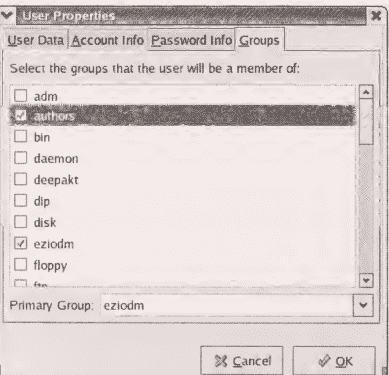 User Properties
User Data Account Info Password Info Groups
Select the groups that the user will be a member of:
adm
authors
bin
daemon
deepakt
dip
disk
eziodm
floppy
Primary Group: eziodm
Cancel OK